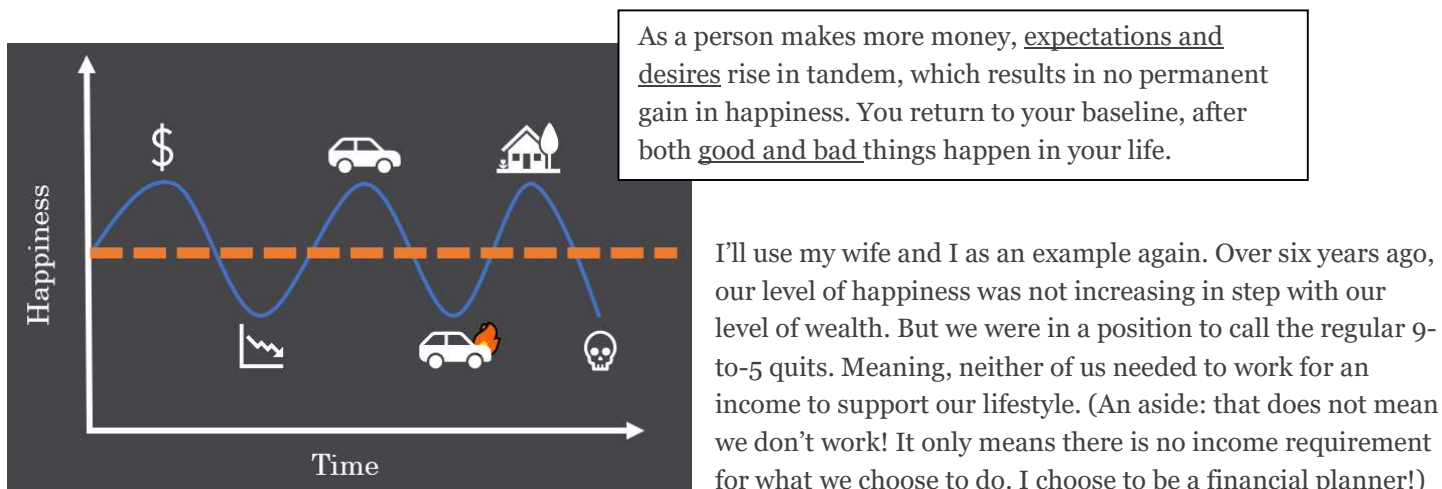 As a person makes more money, expectations and
desires rise in tandem, which results in no permanent
gain in happiness. You return to your baseline, after
both good and bad things happen in your life.
$
Happiness
Time
I’ll use my wife and I as an example again. Over six years ago,
our level of happiness was not increasing in step with our
level of wealth. But we were in a position to call the regular 9-
to-5 quits. Meaning, neither of us needed to work for an
income to support our lifestyle. (An aside: that does not mean
we don’t work! It only means there is no income requirement
for what we choose to do. I choose to be a financial planner!)